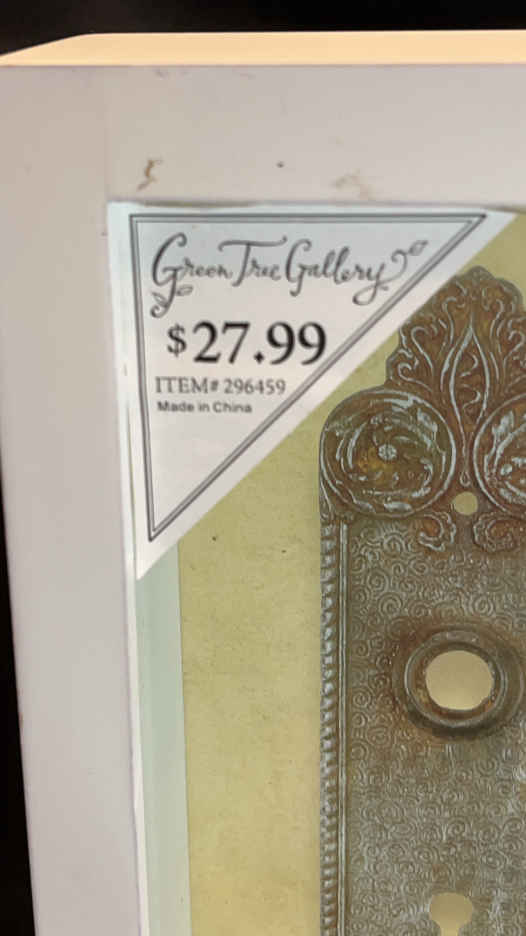 Green Tree Gallery
$27.99
ITEM# 296459
Made in China